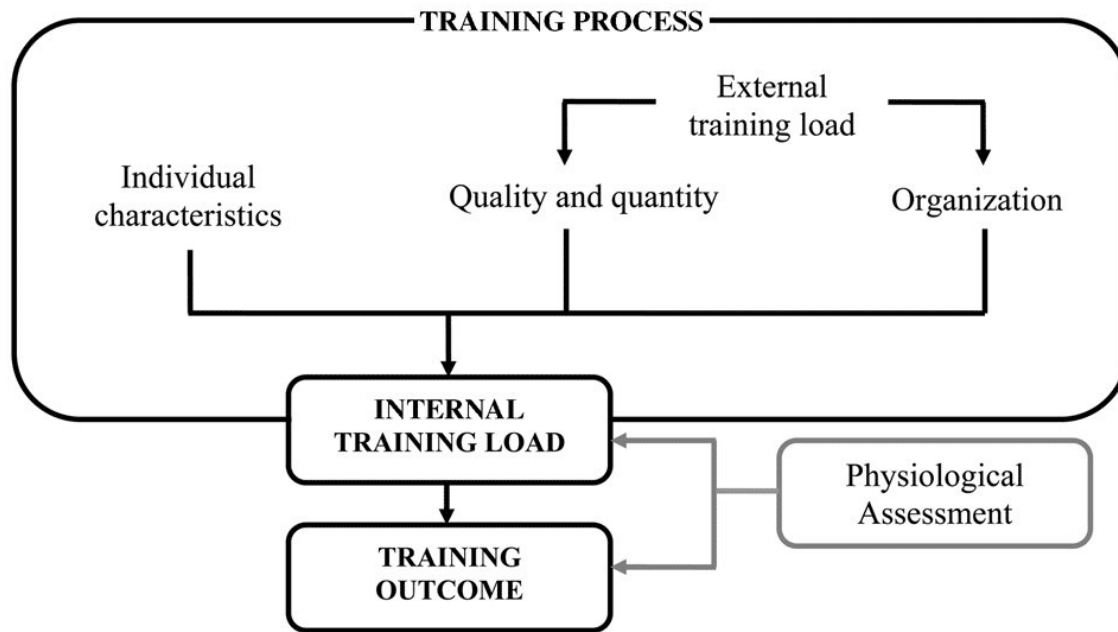 TRAINING PROCESS
External
training load
Individual
characteristics
Quality and quantity
Organization
INTERNAL
TRAINING LOAD
Physiological
Assessment
TRAINING
OUTCOME